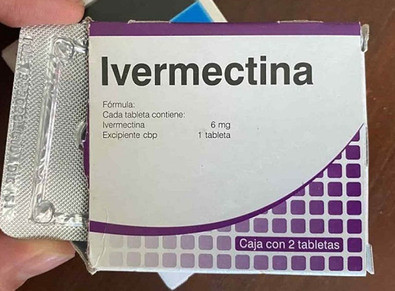 Ivermectina
Fórmula:
Cada tableta contiene:
Ivermectina 6 mg
Excipiente cbp 1 tableta
Caja con 2 tabletas